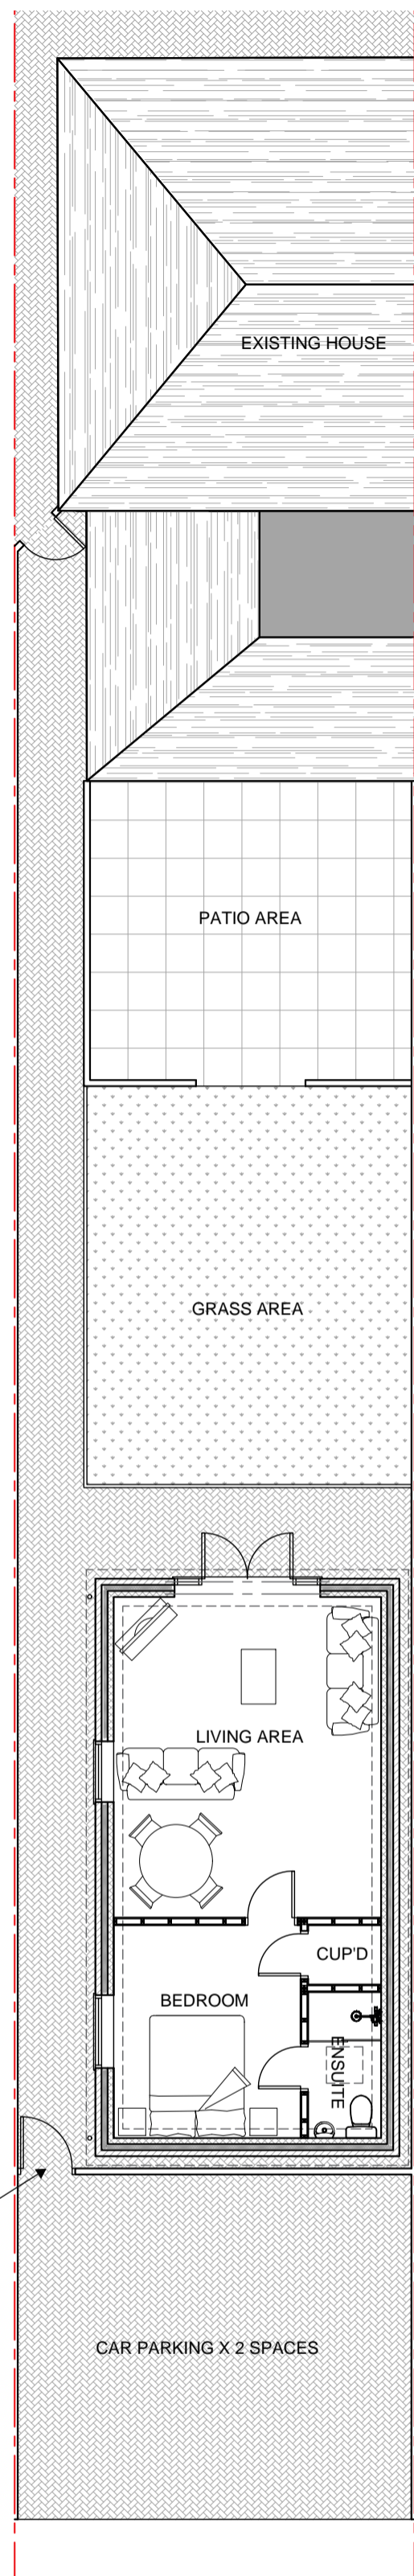 EXISTING HOUSE
PATIO AREA
GRASS AREA
LIVING AREA
CUP'D
BEDROOM
ENSUITE
CAR PARKING X 2 SPACES